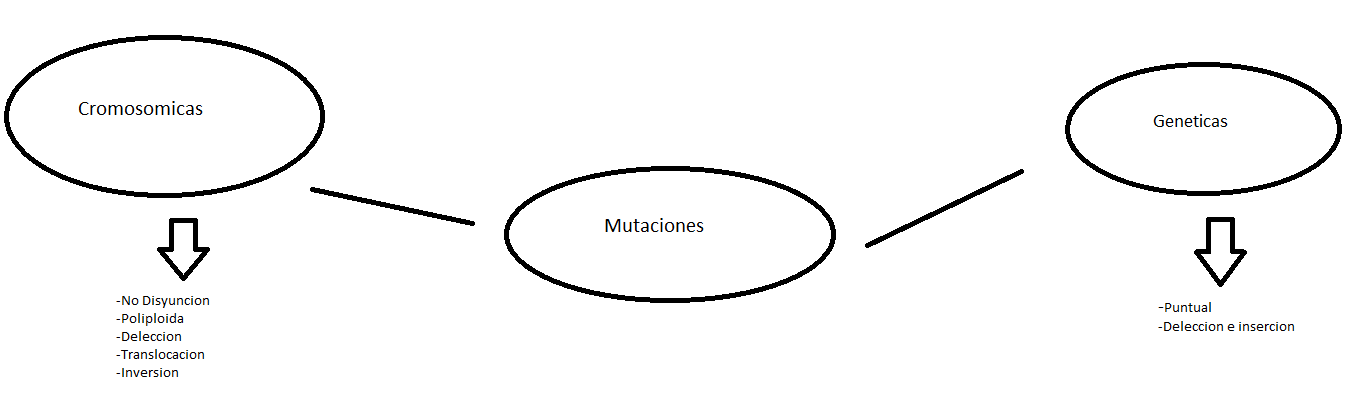 Cromosomicas
-No Disyuncion
-Poliploida
-Deleccion
-Translocacion
-Inversion
Mutaciones
Geneticas
-Puntual
-Deleccion e insercion